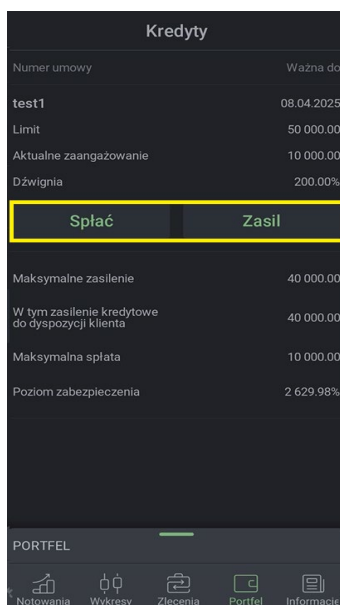 Kredyty
Numer umowy Ważna do
test1 08.04.2025
Limit 50 000.00
Aktualne zaangażowanie 10 000.00
Dźwignia 200.00%
Spłać Zasil
Maksymalne zasilenie 40 000.00
W tym zasilenie kredytowe
do dyspozycji klienta 40 000.00
Maksymalna spłata 10 000.00
Poziom zabezpieczenia 2 629.98%
PORTFEL
Notowania Wykresy Zlecenia Portfel Informacje